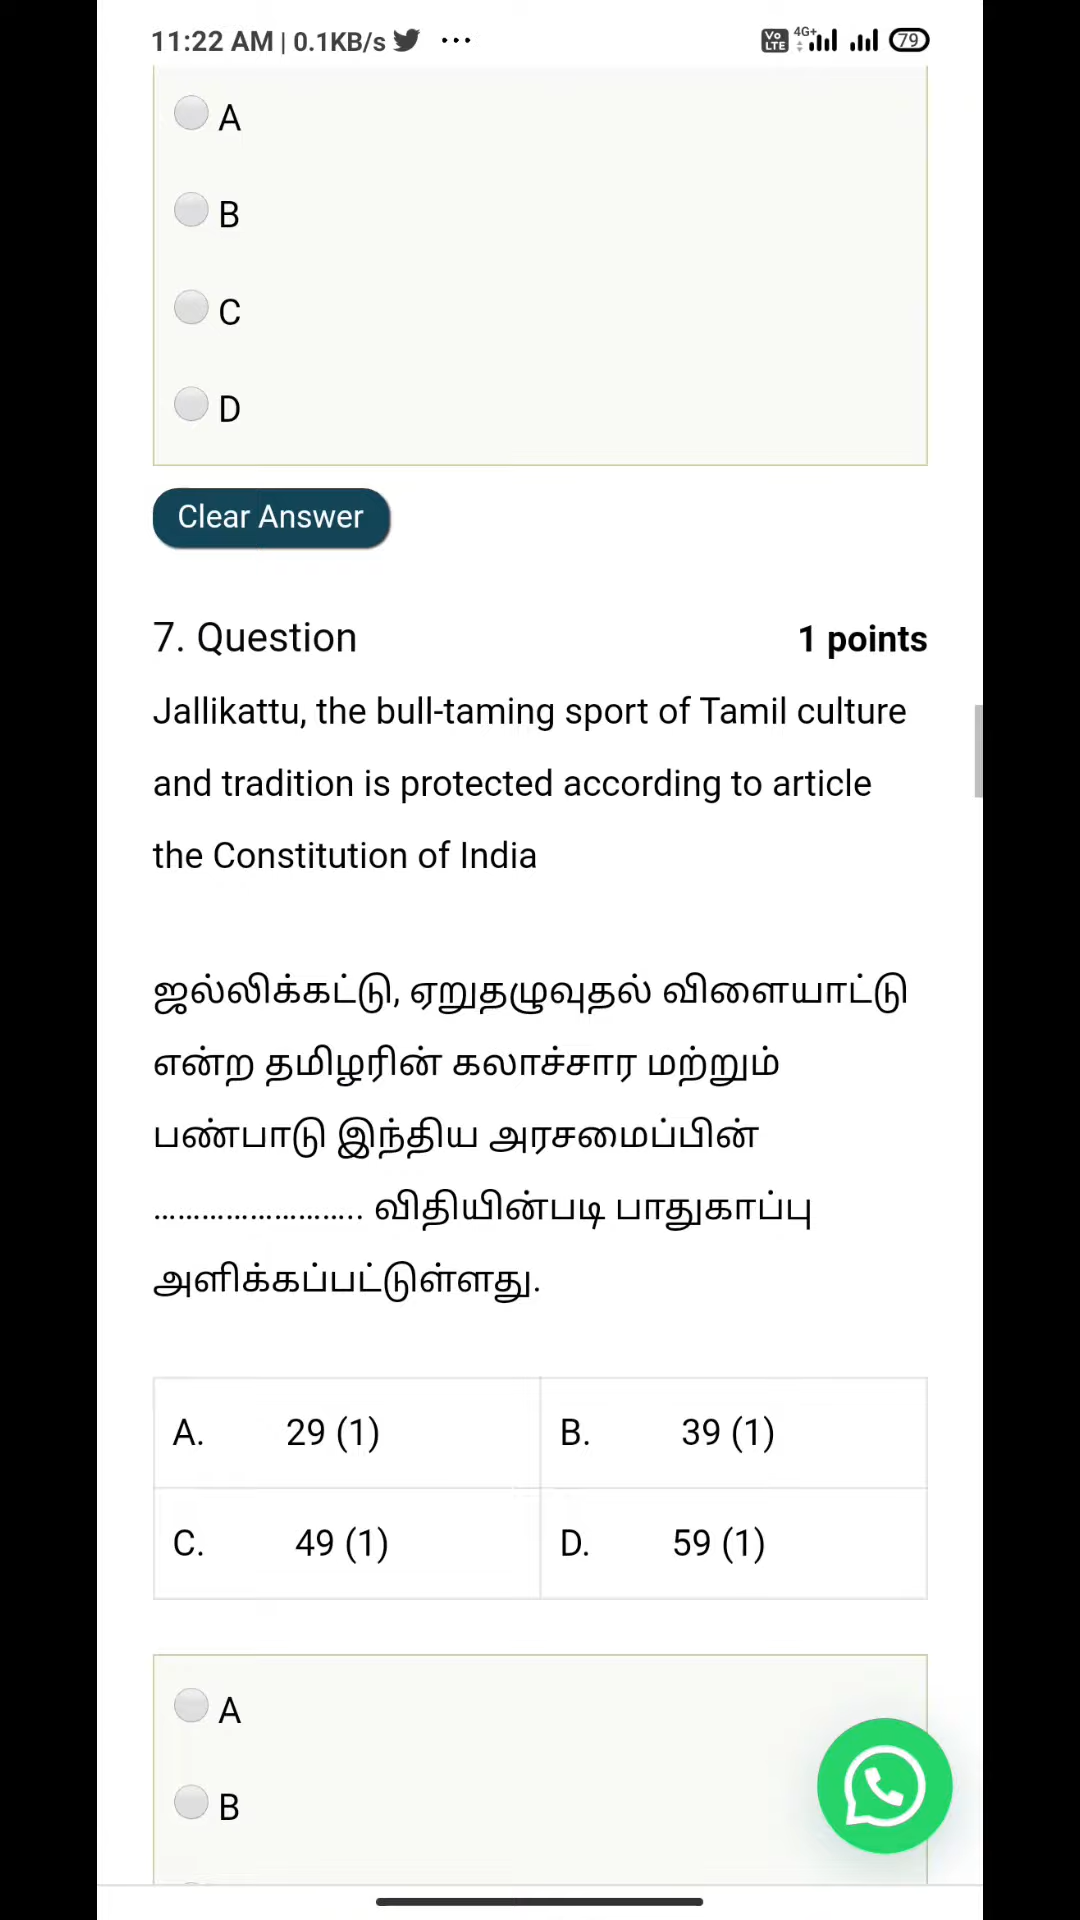 11:22 AM | 0.1KB/s ...
Vo LTE 4G+ 79
A
B
C
D
Clear Answer
7. Question 1 points
Jallikattu, the bull-taming sport of Tamil culture
and tradition is protected according to article
the Constitution of India
ஜல்லிக்கட்டு, ஏறுதழுவுதல் விளையாட்டு
என்ற தமிழரின் கலாச்சார மற்றும்
பண்பாடு இந்திய அரசமைப்பின்
…………………….. விதியின்படி பாதுகாப்பு
அளிக்கப்பட்டுள்ளது.
A. 29 (1) B. 39 (1)
C. 49 (1) D. 59 (1)
A
B